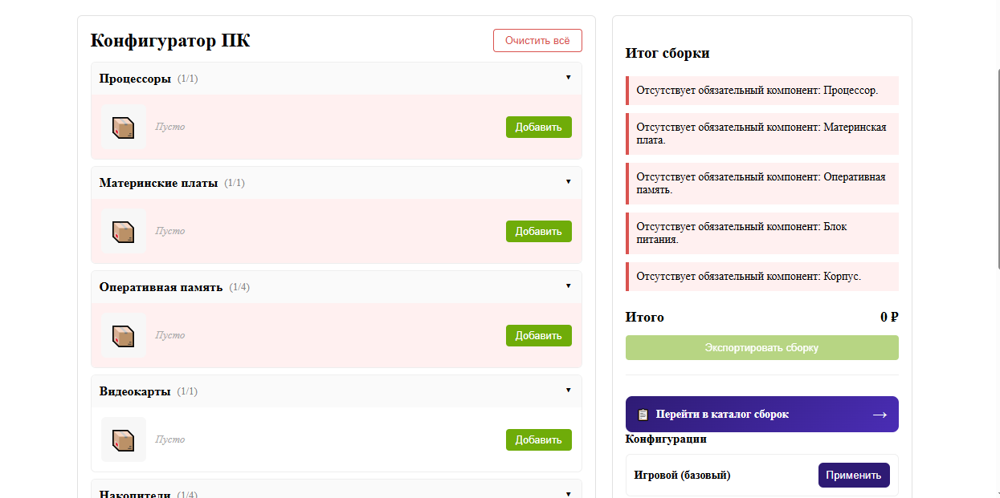 Конфигуратор ПК
Очистить всё
Процессоры (1/1)
Пусто
Добавить
Материнские платы (1/1)
Пусто
Добавить
Оперативная память (1/4)
Пусто
Добавить
Видеокарты (1/1)
Пусто
Добавить
Накопители (1/4)
Итог сборки
Отсутствует обязательный компонент: Процессор.
Отсутствует обязательный компонент: Материнская
плата.
Отсутствует обязательный компонент: Оперативная
память.
Отсутствует обязательный компонент: Блок
питания.
Отсутствует обязательный компонент: Корпус.
Итого 0 ₽
Экспортировать сборку
Перейти в каталог сборок →
Конфигурации
Игровой (базовый)
Применить